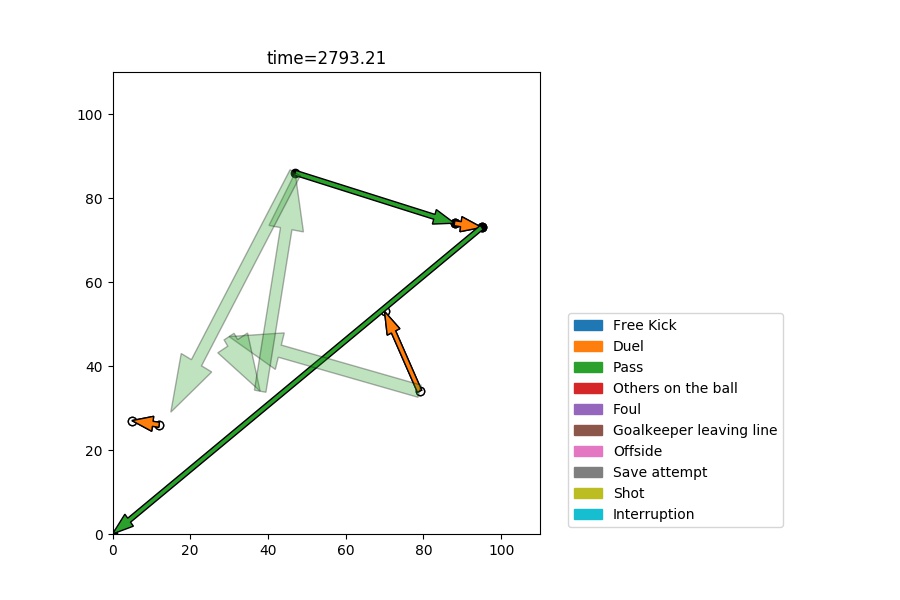 time=2793.21
100
80
60
40
20
0
0 20 40 60 80 100
Free Kick
Duel
Pass
Others on the ball
Foul
Goalkeeper leaving line
Offside
Save attempt
Shot
Interruption